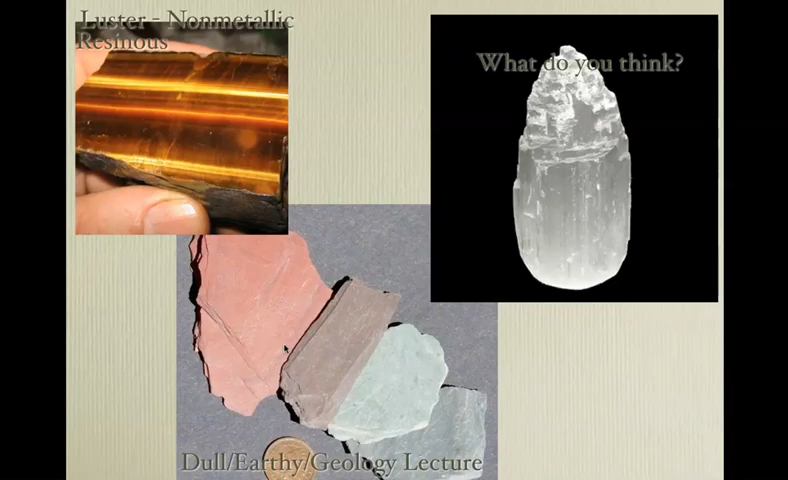 Luster - Nonmetallic
Resinous
What do you think?
Dull/Earthy/Geology Lecture